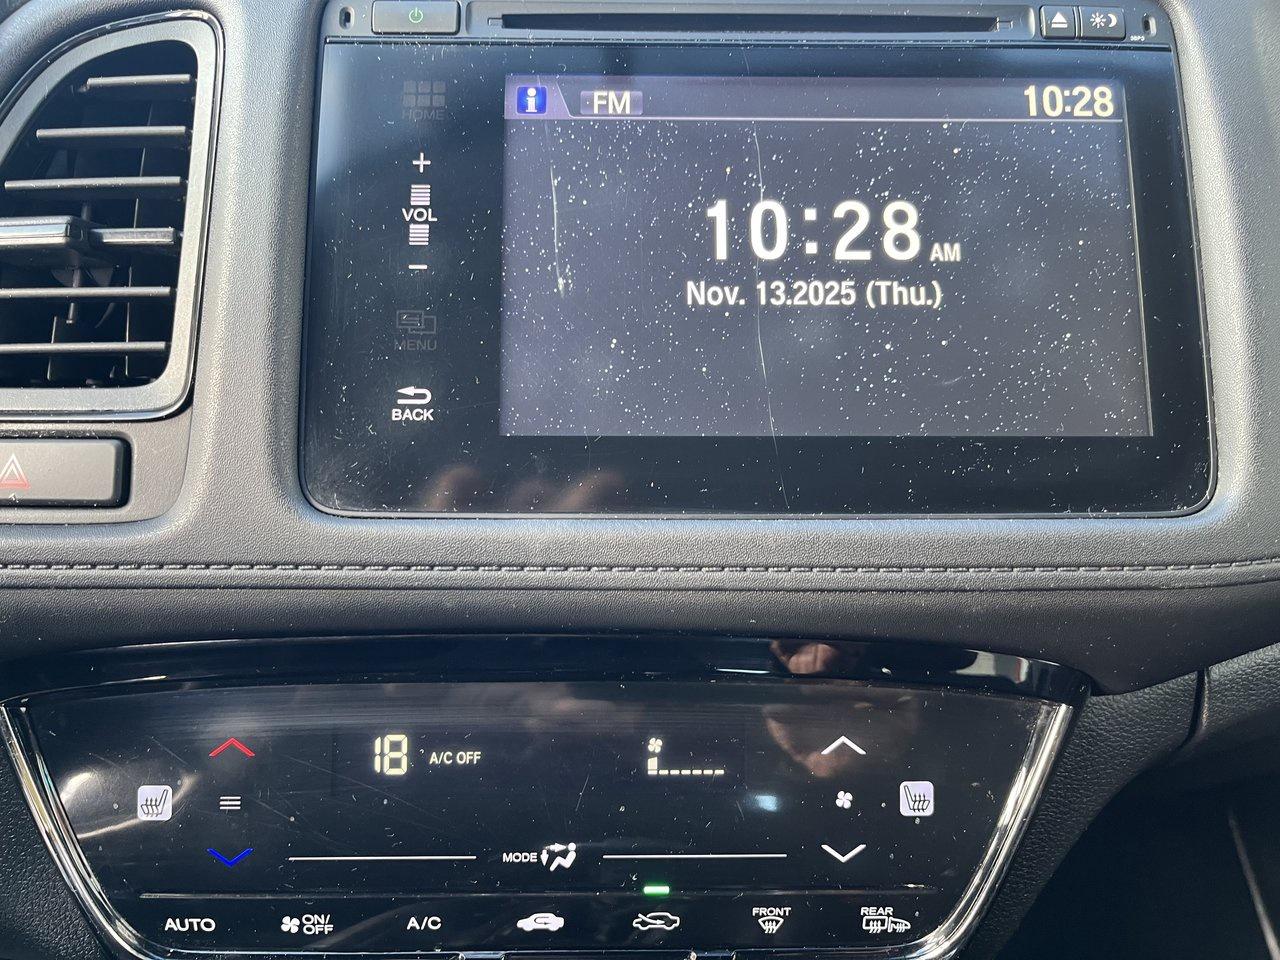 HOME
FM 10:28
+
VOL
10:28 AM
Nov. 13.2025 (Thu.)
−
MENU
BACK
18 A/C OFF
MODE
AUTO
ON/OFF
A/C
FRONT
REAR